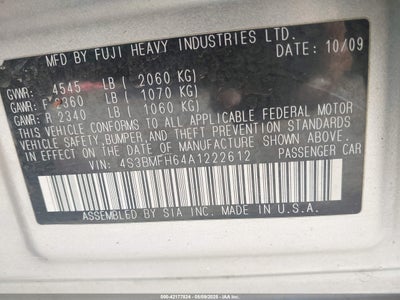 MFD BY FUJI HEAVY INDUSTRIES LTD.
DATE: 10/09
GVWR: 4545 LB ( 2060 KG)
GAWR: F 2360 LB ( 1070 KG)
GAWR: R 2340 LB ( 1060 KG)
THIS VEHICLE CONFORMS TO ALL APPLICABLE FEDERAL MOTOR
VEHICLE SAFETY, BUMPER, AND THEFT PREVENTION STANDARDS
IN EFFECT ON THE DATE OF MANUFACTURE SHOWN ABOVE.
VIN: 4S3BMFH64A1222612 PASSENGER CAR
ASSEMBLED BY SIA INC. MADE IN U.S.A.